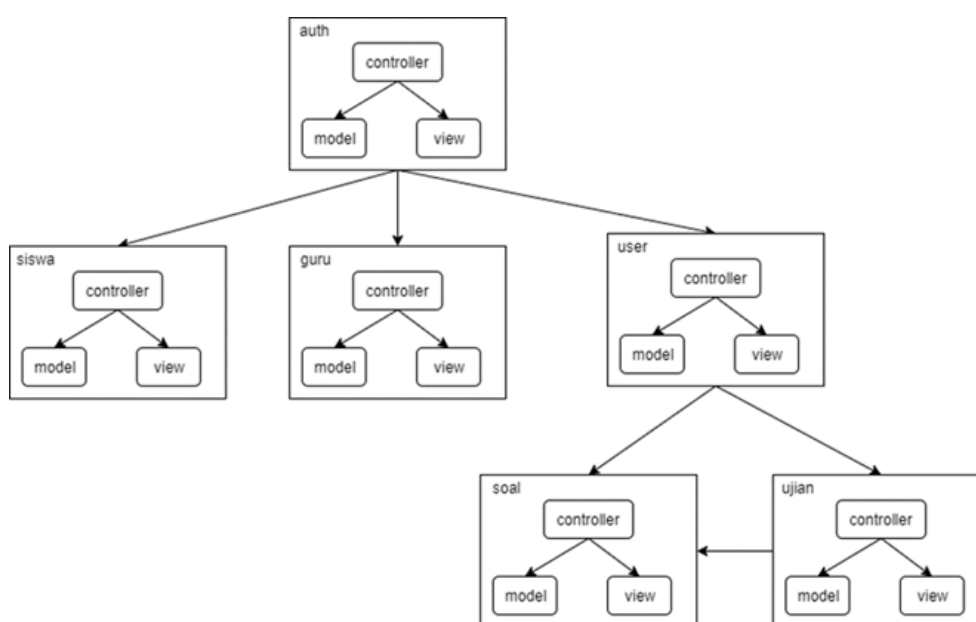 auth
controller
model
view
siswa
controller
model
view
guru
controller
model
view
user
controller
model
view
soal
controller
model
view
ujian
controller
model
view